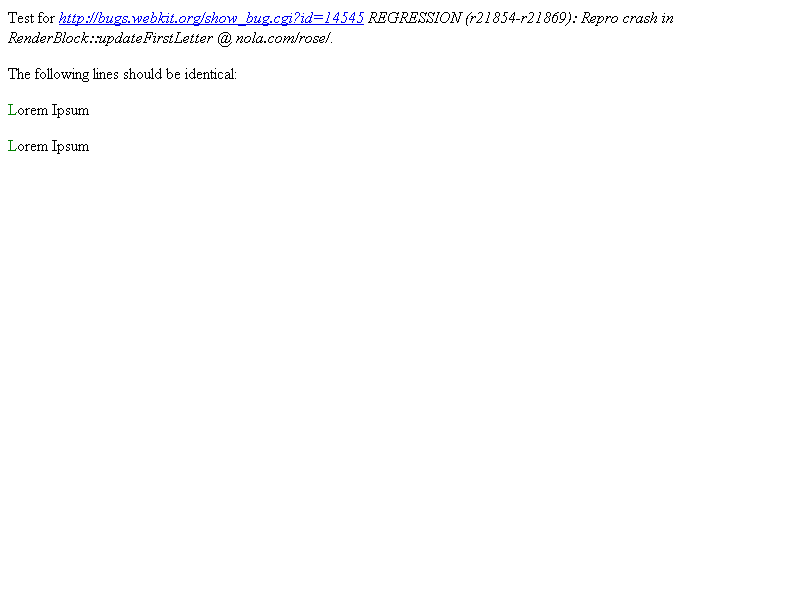 Test for http://bugs.webkit.org/show_bug.cgi?id=14545 REGRESSION (r21854-r21869): Repro crash in
RenderBlock::updateFirstLetter @ nola.com/rose/.
The following lines should be identical:
Lorem Ipsum
Lorem Ipsum